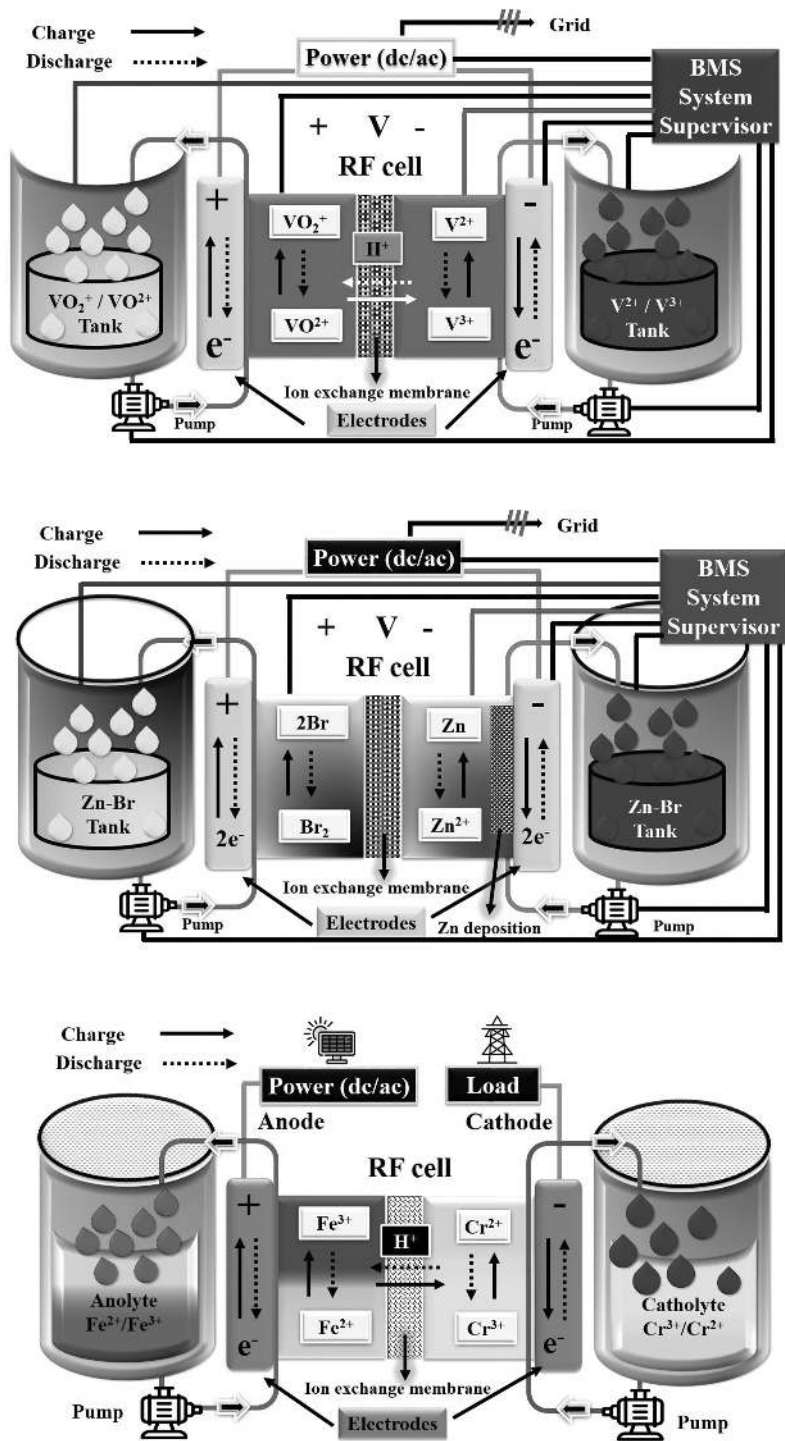 Charge
Discharge
Grid
Power (dc/ac)
BMS
System
Supervisor
+ V -
RF cell
+
-
VO₂⁺
V²⁺
H⁺
VO²⁺
V³⁺
VO₂⁺ / VO²⁺
Tank
V²⁺ / V³⁺
Tank
e⁻
e⁻
Ion exchange membrane
Electrodes
Pump
Pump
Charge
Discharge
Grid
Power (dc/ac)
BMS
System
Supervisor
+ V -
RF cell
+
-
2Br
Zn
Br₂
Zn²⁺
Zn-Br
Tank
Zn-Br
Tank
2e⁻
2e⁻
Ion exchange membrane
Electrodes
Zn deposition
Pump
Pump
Charge
Discharge
Power (dc/ac)
Load
Anode
Cathode
RF cell
+
-
Fe³⁺
Cr²⁺
H⁺
Fe²⁺
Cr³⁺
Anolyte
Fe²⁺/Fe³⁺
Catholyte
Cr³⁺/Cr²⁺
e⁻
e⁻
Ion exchange membrane
Electrodes
Pump
Pump